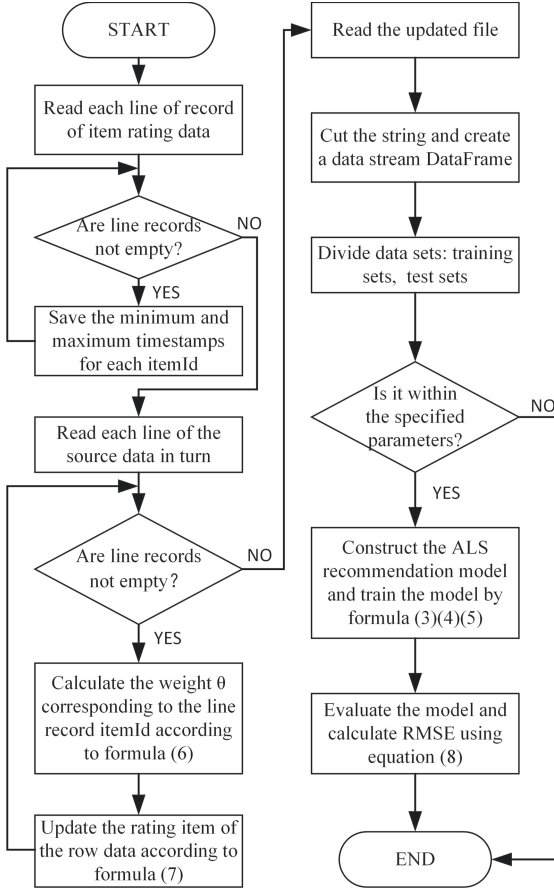 START
Read each line of record
of item rating data
Are line records
not empty?
NO
YES
Save the minimum and
maximum timestamps
for each itemId
Read each line of the
source data in turn
Are line records
not empty?
NO
YES
Calculate the weight θ
corresponding to the line
record itemId according
to formula (6)
Update the rating item of
the row data according to
formula (7)
Read the updated file
Cut the string and create
a data stream DataFrame
Divide data sets: training
sets, test sets
Is it within
the specified
parameters?
NO
YES
Construct the ALS
recommendation model
and train the model by
formula (3)(4)(5)
Evaluate the model and
calculate RMSE using
equation (8)
END